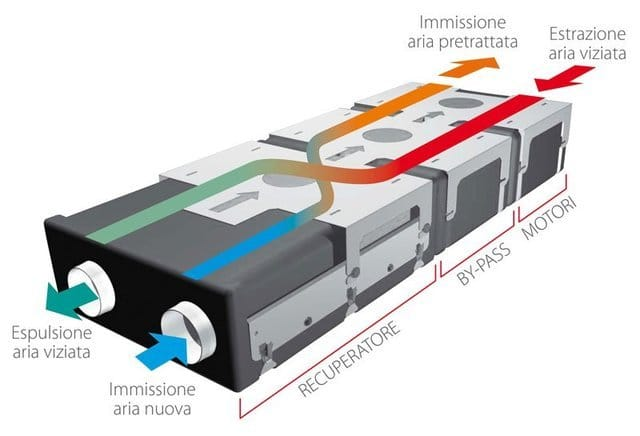 Immissione
aria pretrattata
Estrazione
aria viziata
MOTORI
BY-PASS
RECUPERATORE
Espulsione
aria viziata
Immissione
aria nuova